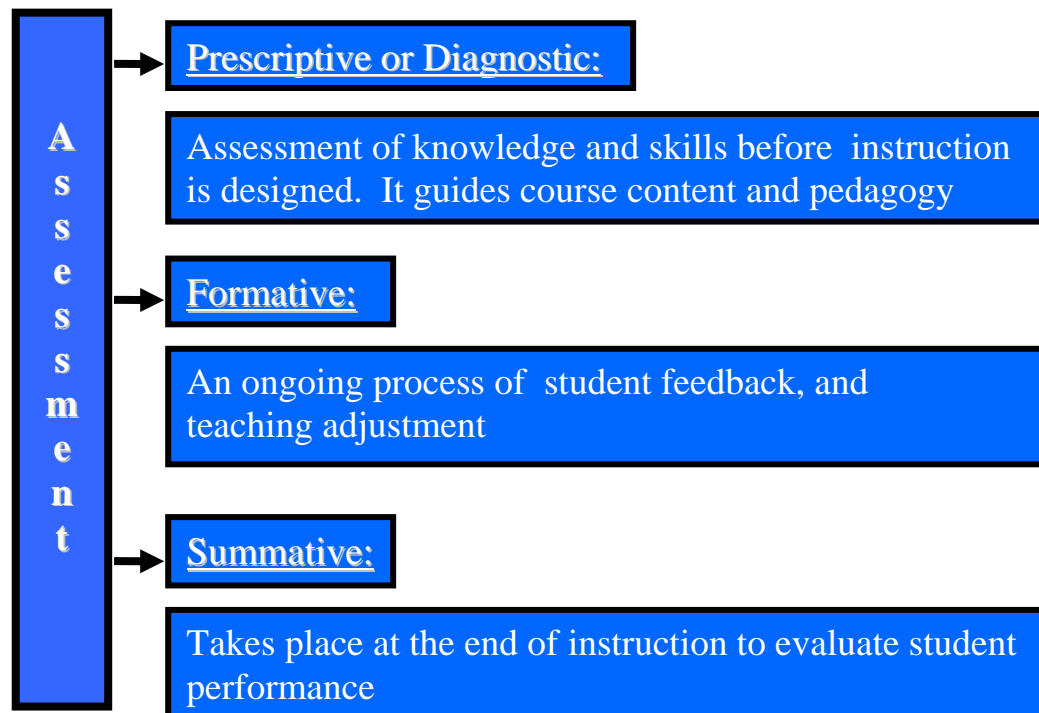 Assessment
Prescriptive or Diagnostic:
Assessment of knowledge and skills before instruction
is designed. It guides course content and pedagogy
Formative:
An ongoing process of student feedback, and
teaching adjustment
Summative:
Takes place at the end of instruction to evaluate student
performance